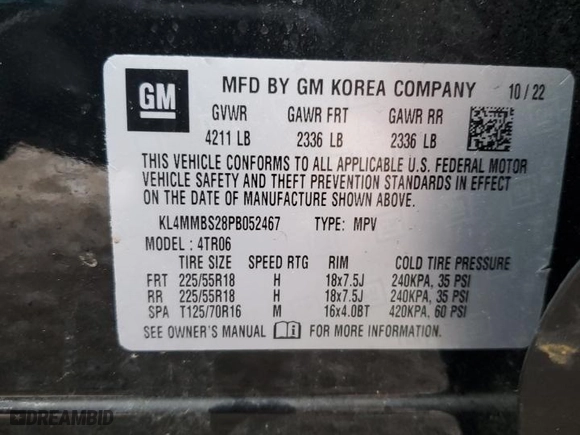 GM
MFD BY GM KOREA COMPANY 10/22
GVWR GAWR FRT GAWR RR
4211 LB 2336 LB 2336 LB
THIS VEHICLE CONFORMS TO ALL APPLICABLE U.S. FEDERAL MOTOR
VEHICLE SAFETY AND THEFT PREVENTION STANDARDS IN EFFECT
ON THE DATE OF MANUFACTURE SHOWN ABOVE.
KL4MMBS28PB052467 TYPE: MPV
MODEL: 4TR06
TIRE SIZE SPEED RTG RIM COLD TIRE PRESSURE
FRT 225/55R18 H 18x7.5J 240KPA, 35 PSI
RR 225/55R18 H 18x7.5J 240KPA, 35 PSI
SPA T125/70R16 M 16x4.0BT 420KPA, 60 PSI
SEE OWNER'S MANUAL FOR MORE INFORMATION
DREAMBID